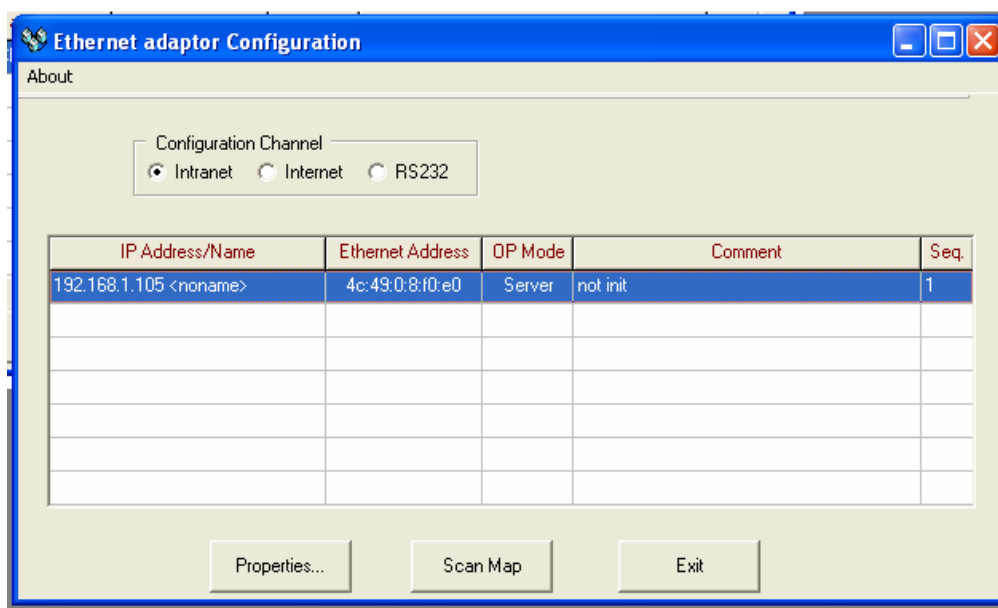 Ethernet adaptor Configuration
About
Configuration Channel
Intranet Internet RS232
IP Address/Name Ethernet Address OP Mode Comment Seq.
192.168.1.105 <noname> 4c:49:0:8:f0:e0 Server not init 1
Properties... Scan Map Exit